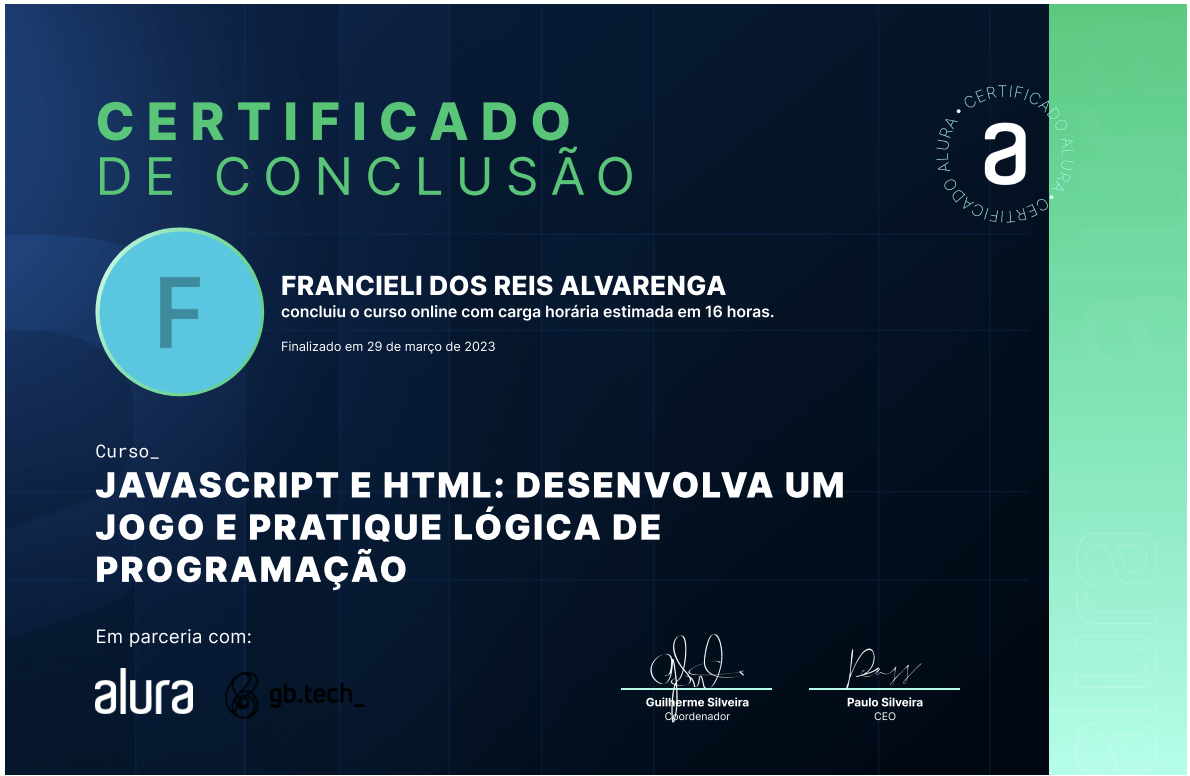 CERTIFICADO
DE CONCLUSÃO
CERTIFICADO ALURA • CERTIFICADO ALURA •
a
F
FRANCIELI DOS REIS ALVARENGA
concluiu o curso online com carga horária estimada em 16 horas.
Finalizado em 29 de março de 2023
Curso_
JAVASCRIPT E HTML: DESENVOLVA UM
JOGO E PRATIQUE LÓGICA DE
PROGRAMAÇÃO
Em parceria com:
alura
gb.tech_
Guilherme Silveira
Coordenador
Paulo Silveira
CEO
alura